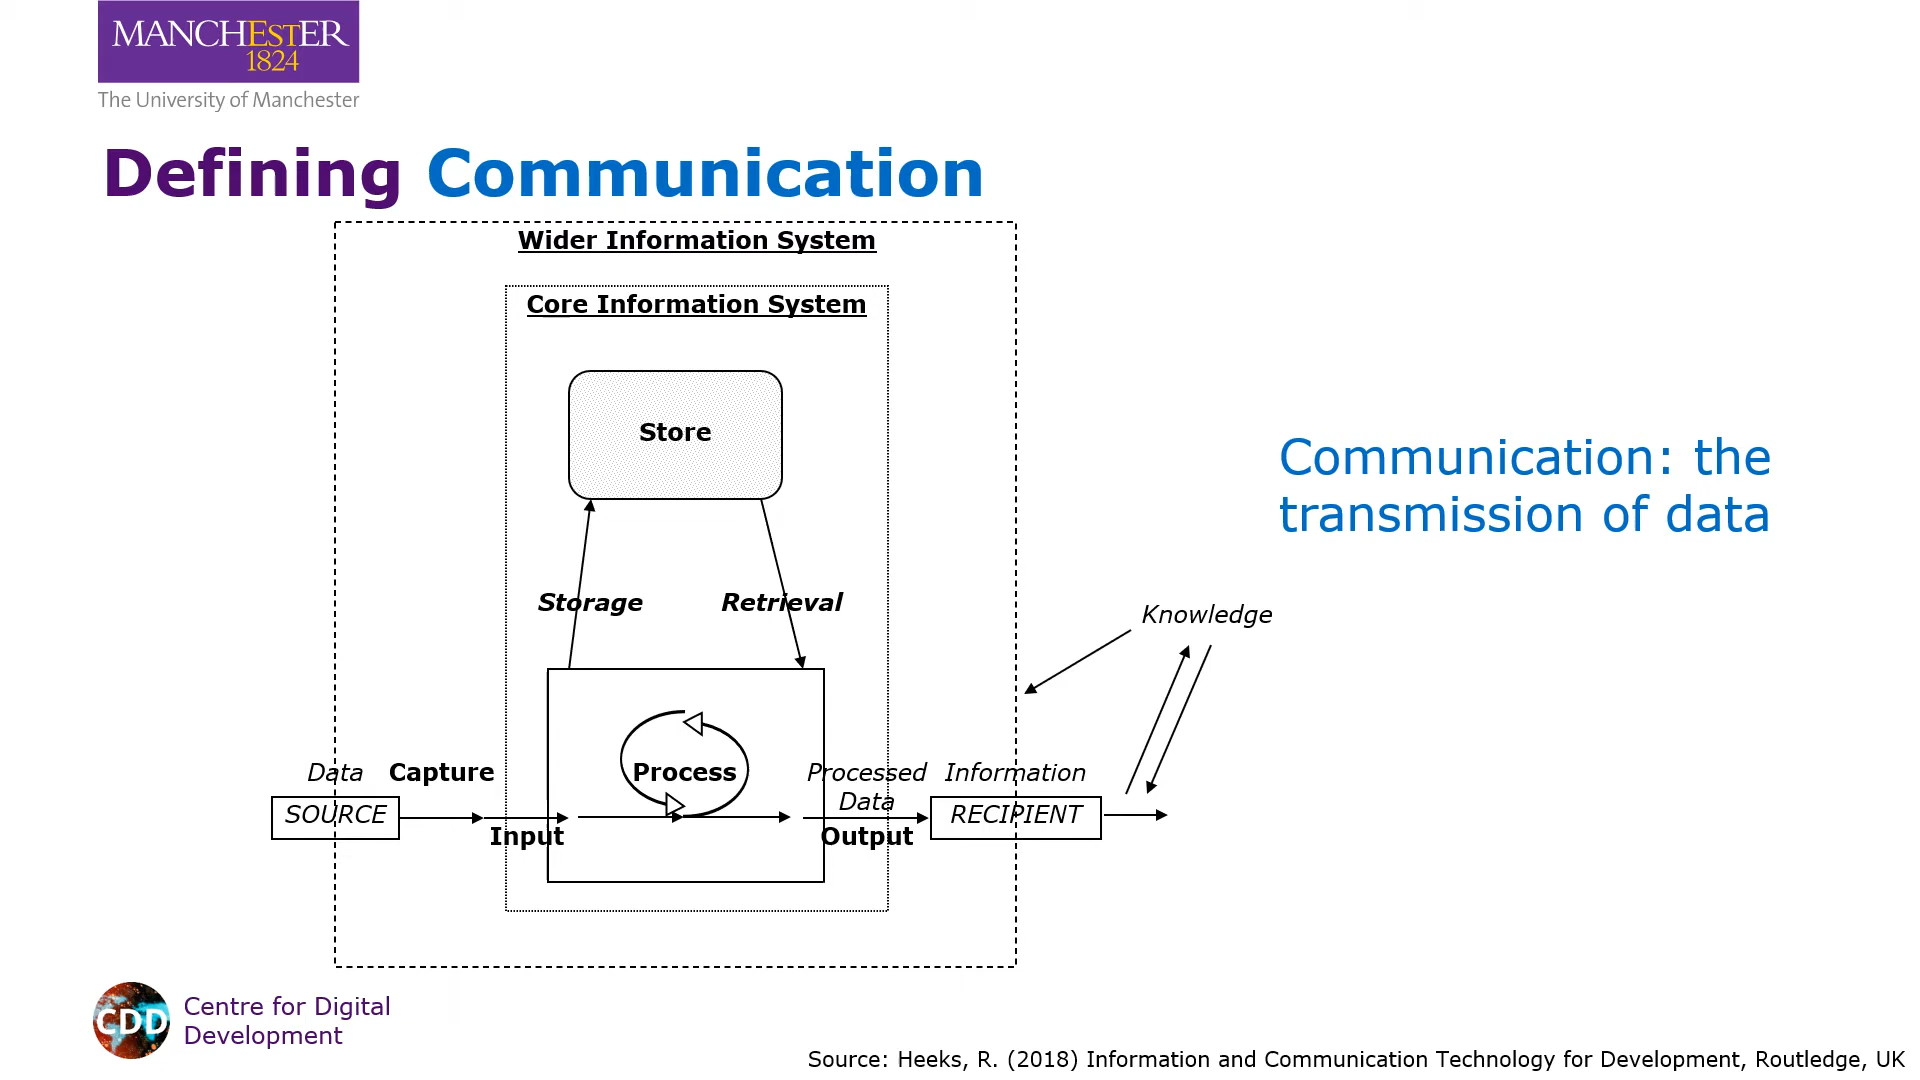 MANCHESTER
1824
The University of Manchester
Defining Communication
Wider Information System
Core Information System
Store
Communication: the
transmission of data
Storage
Retrieval
Knowledge
Data
Capture
Process
Processed
Data
Information
SOURCE
RECIPIENT
Input
Output
CDD
Centre for Digital
Development
Source: Heeks, R. (2018) Information and Communication Technology for Development, Routledge, UK